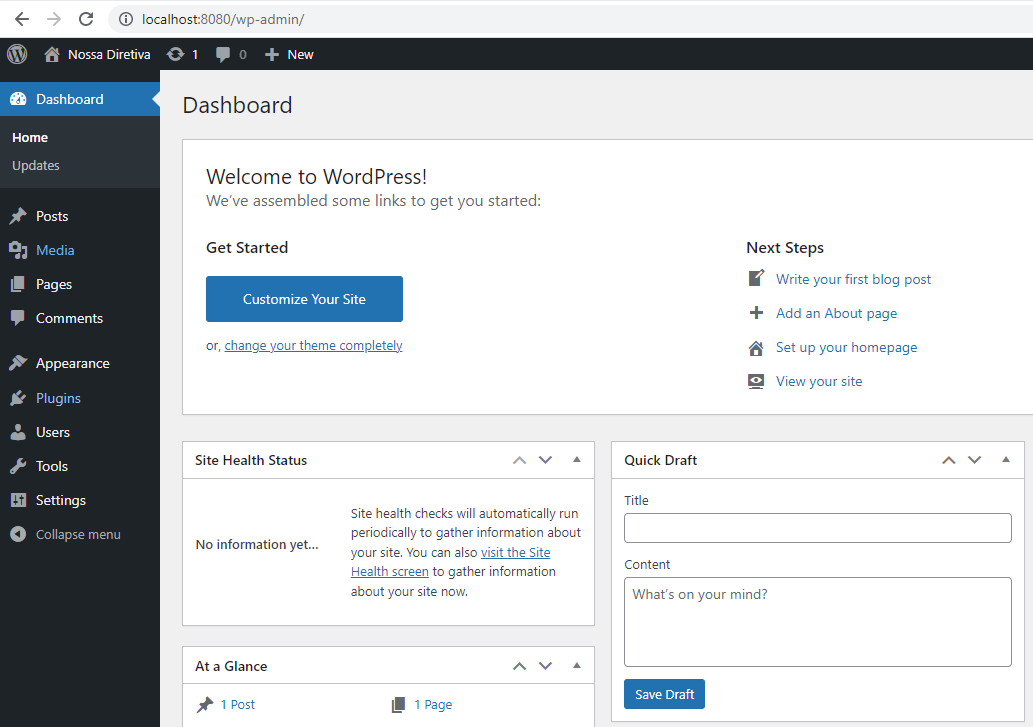 localhost:8080/wp-admin/
Nossa Diretiva 1 0 New
Dashboard
Home
Updates
Posts
Media
Pages
Comments
Appearance
Plugins
Users
Tools
Settings
Collapse menu
Dashboard
Welcome to WordPress!
We've assembled some links to get you started:
Get Started
Customize Your Site
or, change your theme completely
Next Steps
Write your first blog post
Add an About page
Set up your homepage
View your site
Site Health Status
No information yet...
Site health checks will automatically run
periodically to gather information about
your site. You can also visit the Site
Health screen to gather information
about your site now.
At a Glance
1 Post 1 Page
Quick Draft
Title
Content
What's on your mind?
Save Draft